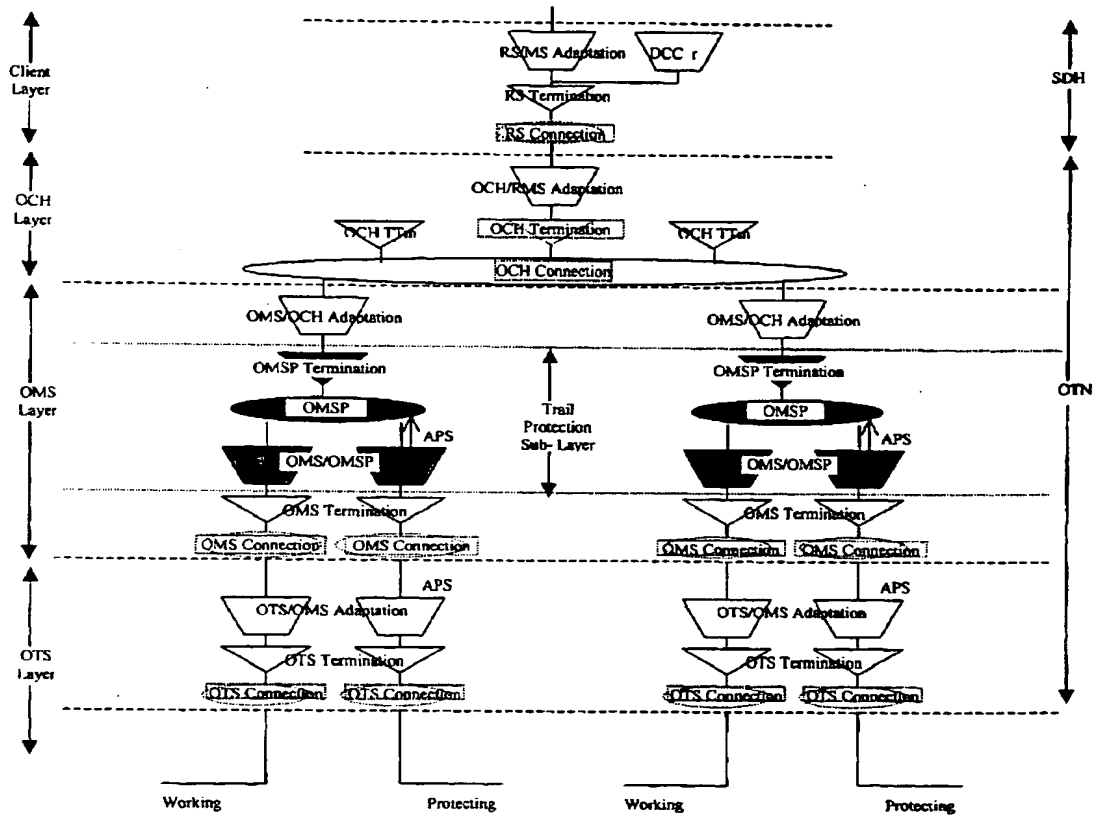 RS/MS Adaptation
DCC r
Client
Layer
SDH
RS Termination
RS Connection
OCH/RMS Adaptation
OCH
Layer
OCH TTm
OCH Termination
OCH TTm
OCH Connection
OMS/OCH Adaptation
OMS/OCH Adaptation
OMSP Termination
OMSP Termination
OMS
Layer
OTN
OMSP
Trail
Protection
Sub- Layer
OMSP
APS
APS
OMS/OMSP
OMS/OMSP
OMS Termination
OMS Termination
OMS Connection
OMS Connection
OMS Connection
OMS Connection
APS
APS
OTS/OMS Adaptation
OTS/OMS Adaptation
OTS
Layer
OTS Termination
OTS Termination
OTS Connection
OTS Connection
OTS Connection
OTS Connection
Working
Protecting
Working
Protecting